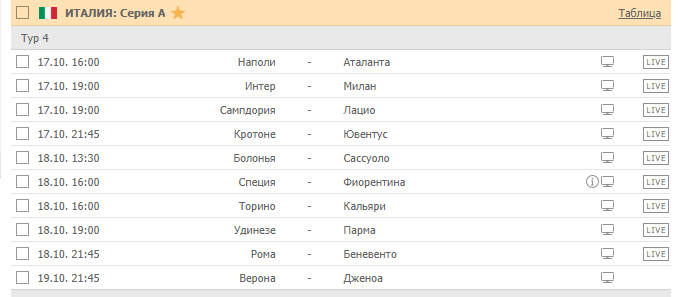 ИТАЛИЯ: Серия А Таблица
Тур 4
17.10. 16:00 Наполи - Аталанта LIVE
17.10. 19:00 Интер - Милан LIVE
17.10. 19:00 Сампдория - Лацио LIVE
17.10. 21:45 Кротоне - Ювентус LIVE
18.10. 13:30 Болонья - Сассуоло LIVE
18.10. 16:00 Специя - Фиорентина LIVE
18.10. 16:00 Торино - Кальяри LIVE
18.10. 19:00 Удинезе - Парма LIVE
18.10. 21:45 Рома - Беневенто LIVE
19.10. 21:45 Верона - Дженоа